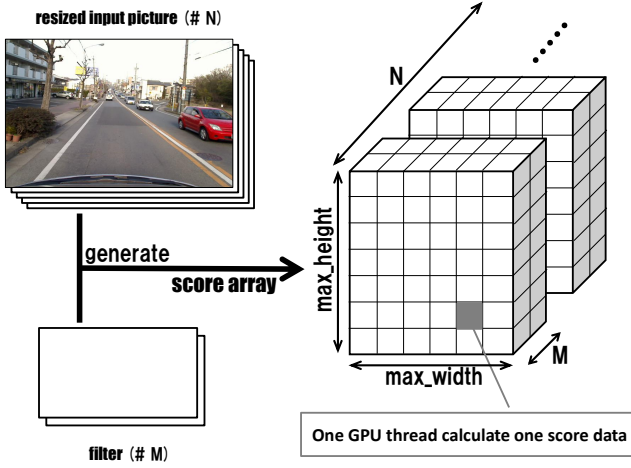 resized input picture (# N)
generate
score array
filter (# M)
N
max_height
max_width
M
One GPU thread calculate one score data